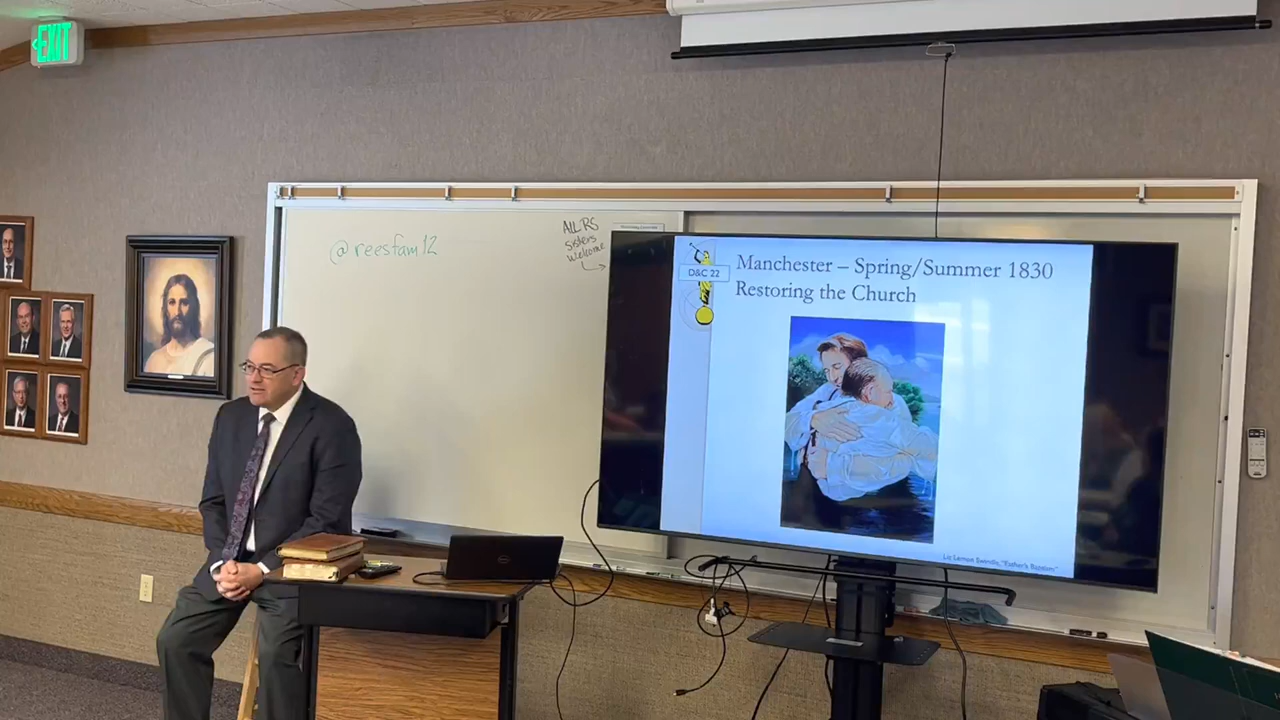 EXIT
@reesfam12
ALL RS
sisters
welcome
D&C 22
Manchester – Spring/Summer 1830
Restoring the Church
Liz Lemon Swindle, "Father's Baptism"